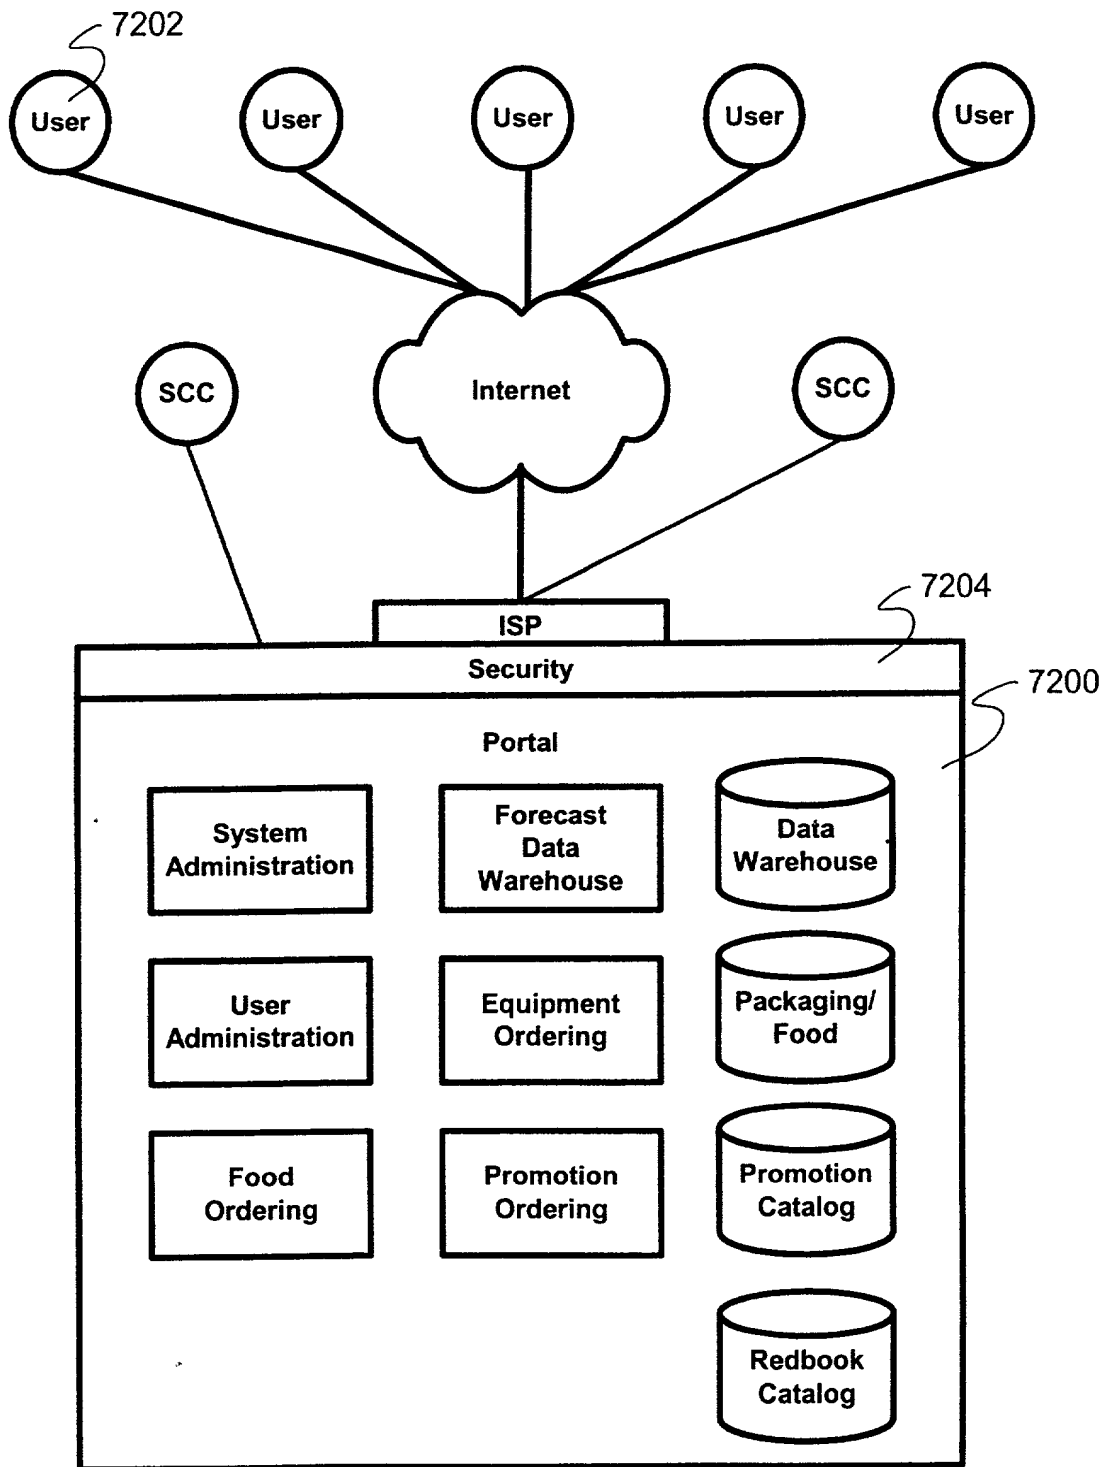 7202
User
User
User
User
User
Internet
SCC
SCC
ISP
7204
Security
7200
Portal
System
Administration
Forecast
Data
Warehouse
Data
Warehouse
User
Administration
Equipment
Ordering
Packaging/
Food
Food
Ordering
Promotion
Ordering
Promotion
Catalog
Redbook
Catalog